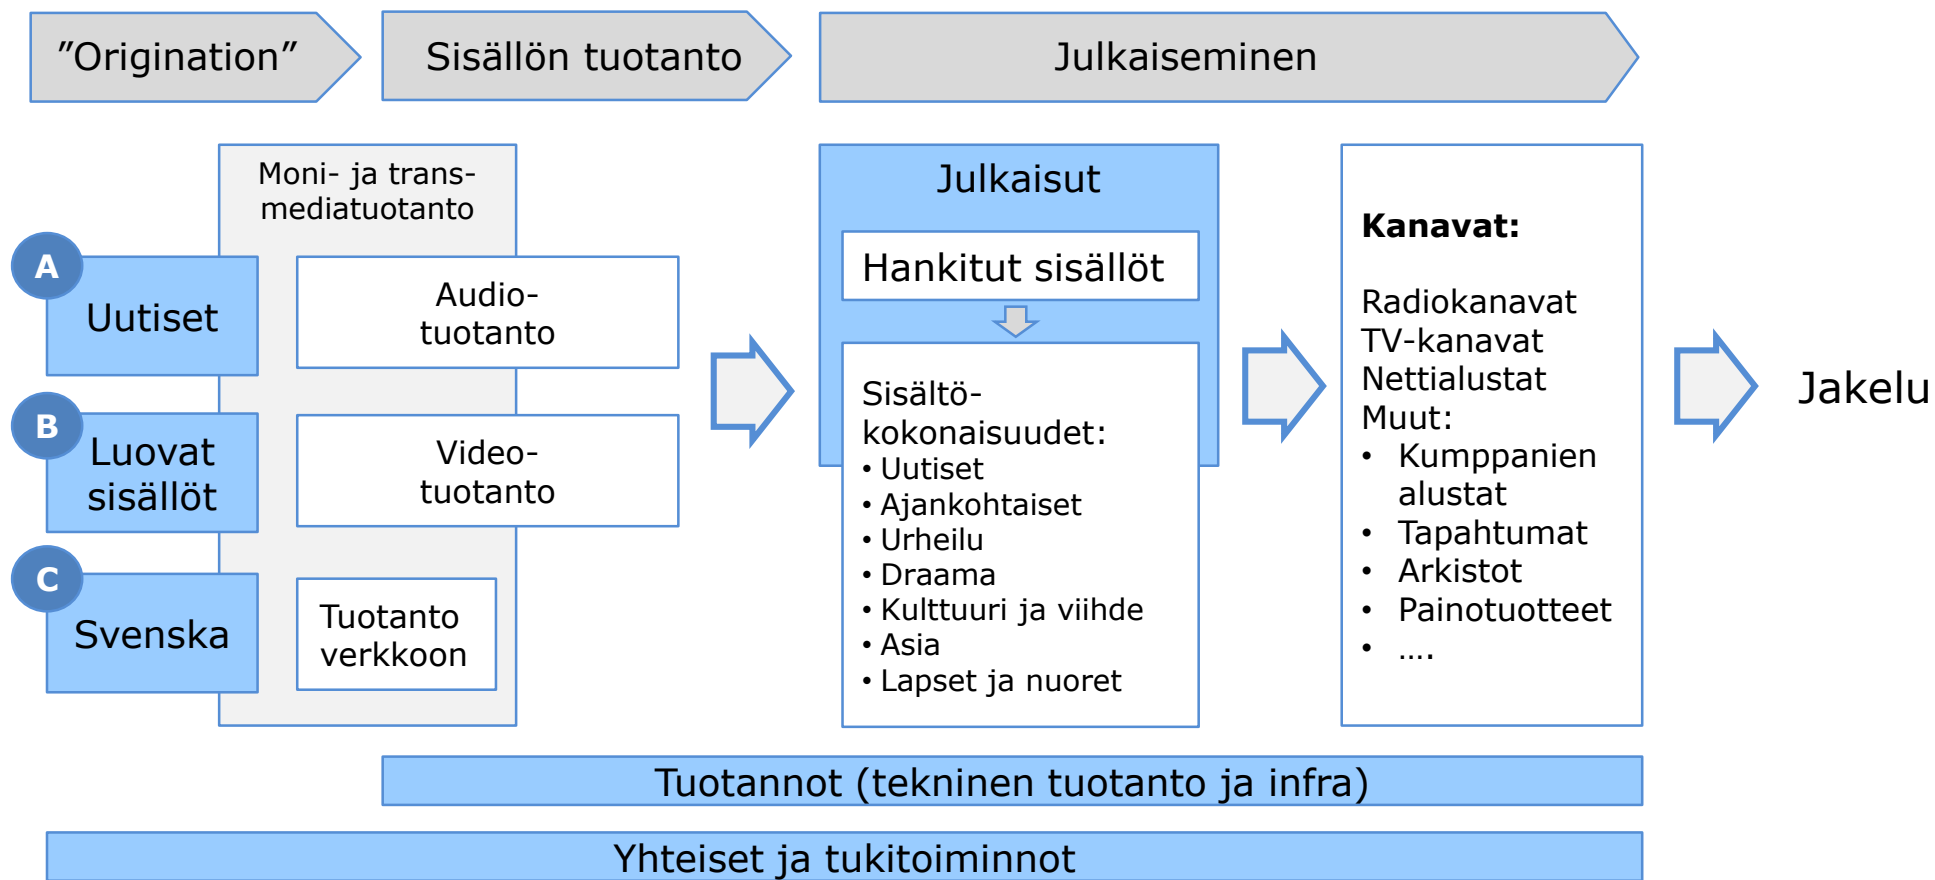 ”Origination”
Sisällön tuotanto
Julkaiseminen
Moni- ja trans-
mediatuotanto
A
Uutiset
B
Luovat
sisällöt
C
Svenska
Audio-
tuotanto
Video-
tuotanto
Tuotanto
verkkoon
Julkaisut
Hankitut sisällöt
Sisältö-
kokonaisuudet:
• Uutiset
• Ajankohtaiset
• Urheilu
• Draama
• Kulttuuri ja viihde
• Asia
• Lapset ja nuoret
Kanavat:
Radiokanavat
TV-kanavat
Nettialustat
Muut:
• Kumppanien
alustat
• Tapahtumat
• Arkistot
• Painotuotteet
• ….
Jakelu
Tuotannot (tekninen tuotanto ja infra)
Yhteiset ja tukitoiminnot